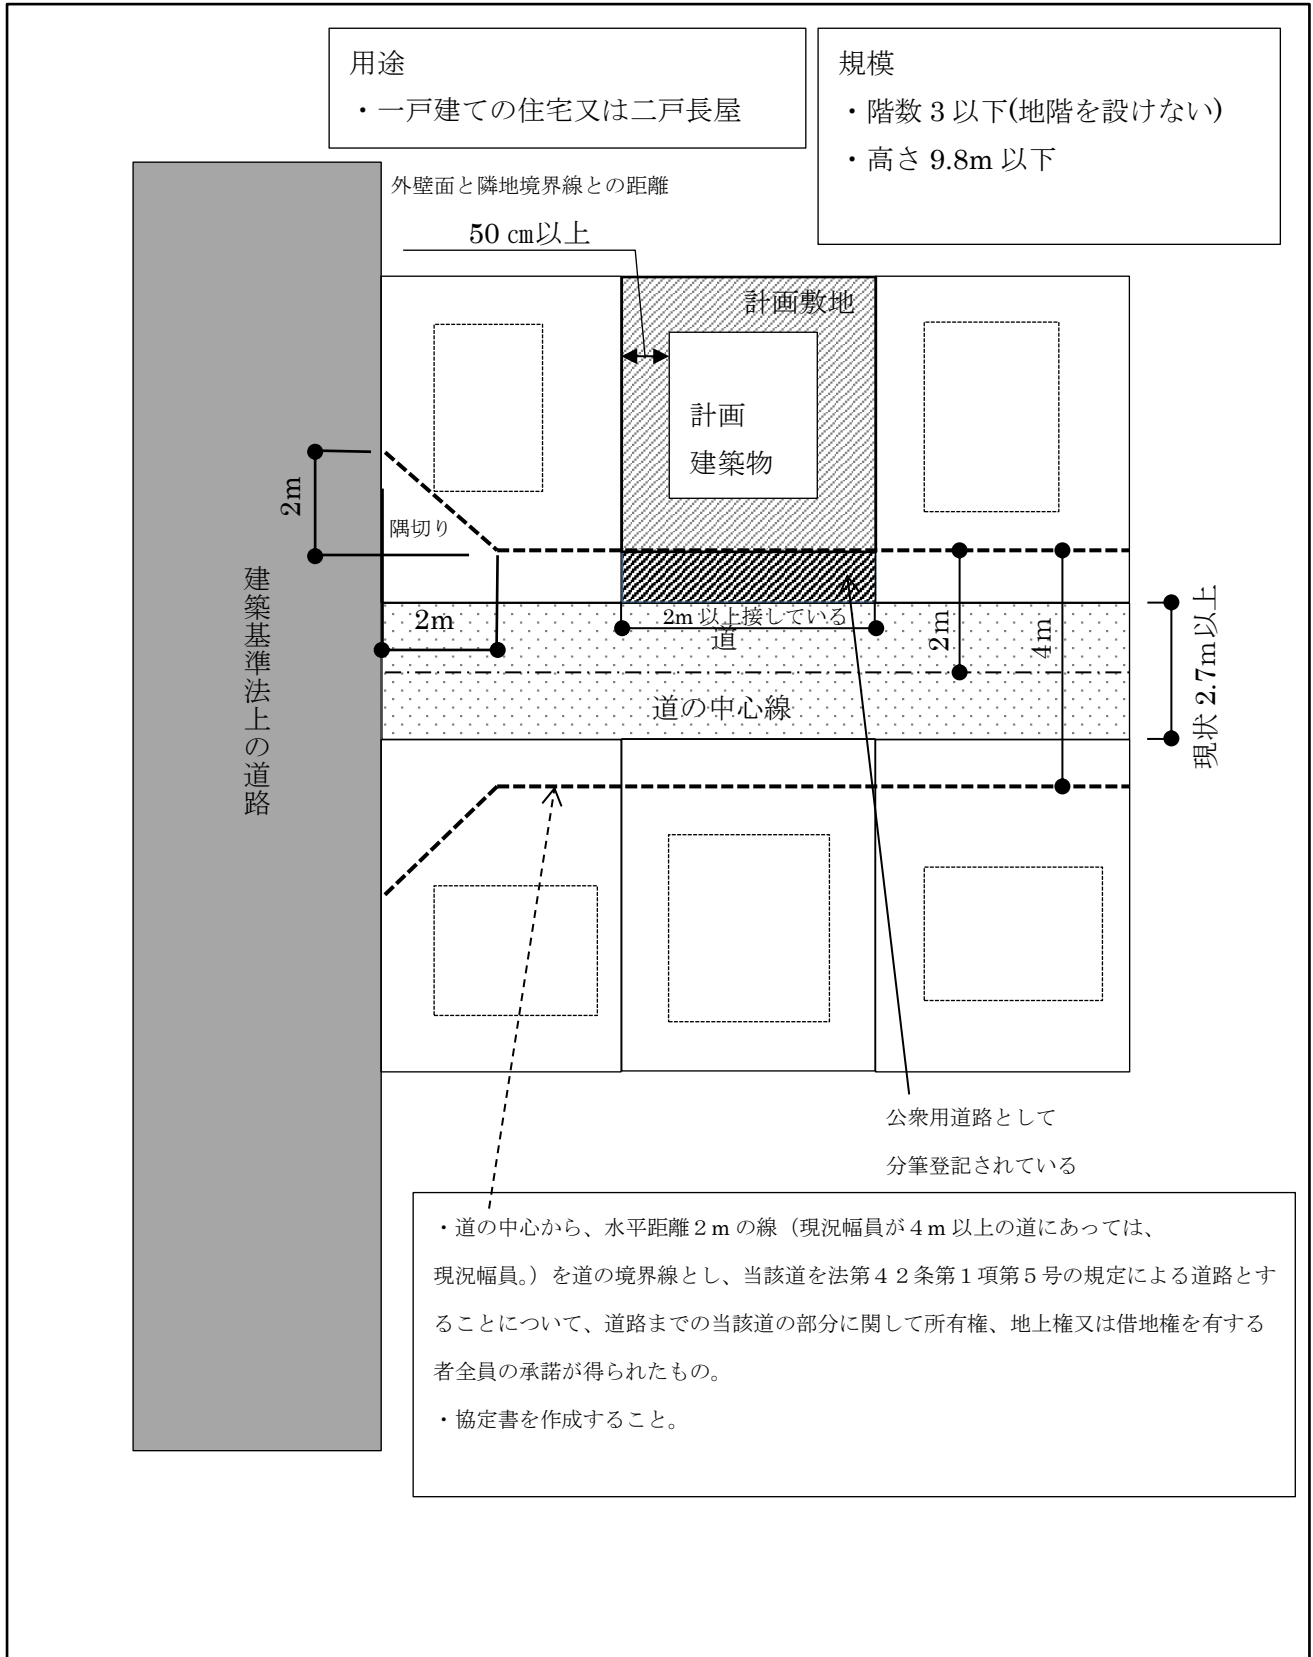 用途
・一戸建ての住宅又は二戸長屋
規模
・階数 3 以下(地階を設けない)
・高さ 9.8m 以下
外壁面と隣地境界線との距離
50 ㎝以上
計画敷地
計画
建築物
2m
隅切り
建築基準法上の道路
2m
2m 以上接している
道
2m
4m
現状 2.7m 以上
道の中心線
公衆用道路として
分筆登記されている
・道の中心から、水平距離２ｍの線（現況幅員が４ｍ以上の道にあっては、
現況幅員。）を道の境界線とし、当該道を法第４２条第１項第５号の規定による道路とす
ることについて、道路までの当該道の部分に関して所有権、地上権又は借地権を有する
者全員の承諾が得られたもの。
・協定書を作成すること。